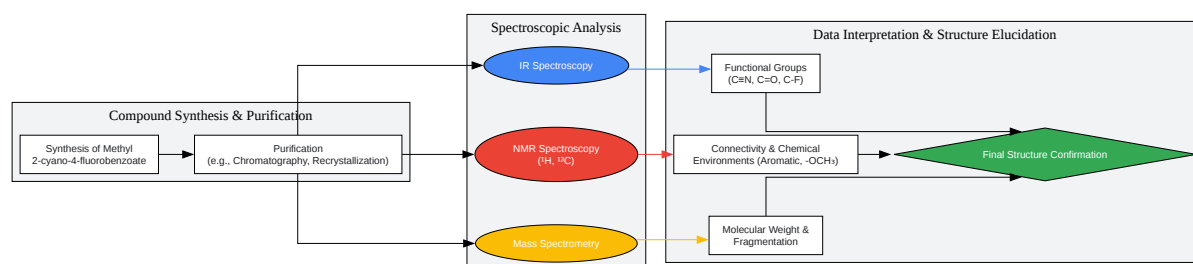 Compound Synthesis & Purification
Synthesis of Methyl
2-cyano-4-fluorobenzoate
Purification
(e.g., Chromatography, Recrystallization)
Spectroscopic Analysis
IR Spectroscopy
NMR Spectroscopy
(¹H, ¹³C)
Mass Spectrometry
Data Interpretation & Structure Elucidation
Functional Groups
(C≡N, C=O, C-F)
Connectivity & Chemical
Environments (Aromatic, -OCH₃)
Molecular Weight &
Fragmentation
Final Structure Confirmation